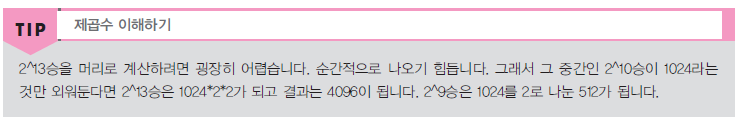 TIP 제곱수 이해하기
2^13승을 머리로 계산하려면 굉장히 어렵습니다. 순간적으로 나오기 힘듭니다. 그래서 그 중간인 2^10승이 1024라는
것만 외워둔다면 2^13승은 1024*2*2가 되고 결과는 4096이 됩니다. 2^9승은 1024를 2로 나눈 512가 됩니다.